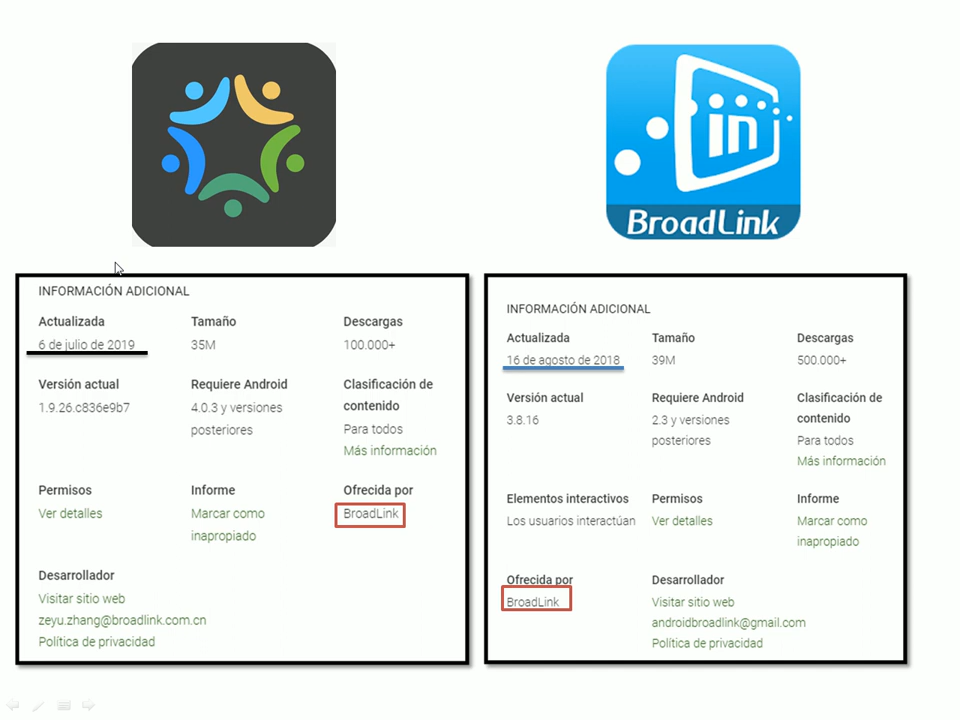 in
BroadLink
INFORMACIÓN ADICIONAL
Actualizada
Tamaño
Descargas
6 de julio de 2019
35M
100.000+
Versión actual
Requiere Android
Clasificación de
contenido
1.9.26.c836e9b7
4.0.3 y versiones
posteriores
Para todos
Más información
Permisos
Informe
Ofrecida por
Ver detalles
Marcar como
inapropiado
BroadLink
Desarrollador
Visitar sitio web
zeyu.zhang@broadlink.com.cn
Política de privacidad
INFORMACIÓN ADICIONAL
Actualizada
Tamaño
Descargas
16 de agosto de 2018
39M
500.000+
Versión actual
Requiere Android
Clasificación de
contenido
3.8.16
2.3 y versiones
posteriores
Para todos
Más información
Elementos interactivos
Permisos
Informe
Los usuarios interactúan
Ver detalles
Marcar como
inapropiado
Ofrecida por
Desarrollador
BroadLink
Visitar sitio web
androidbroadlink@gmail.com
Política de privacidad